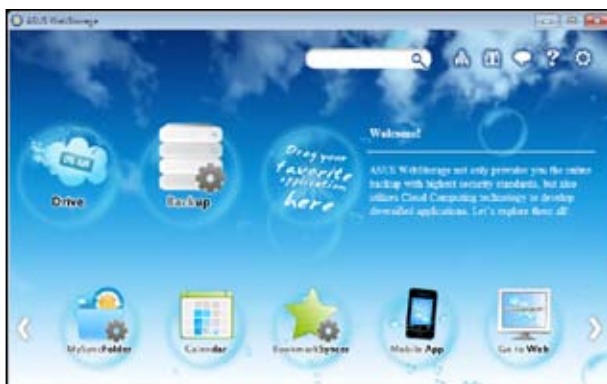 ASUS WebStorage
Welcome!
Drag your
favorite
application
here
ASUS WebStorage not only provides you the online
backup with highest security standards, but also
utilizes Cloud Computing technology to develop
diversified applications. Let's explore them all!
Drive
Backup
MySyncFolder
Calendar
BookmarkSyncer
Mobile App
Go to Web